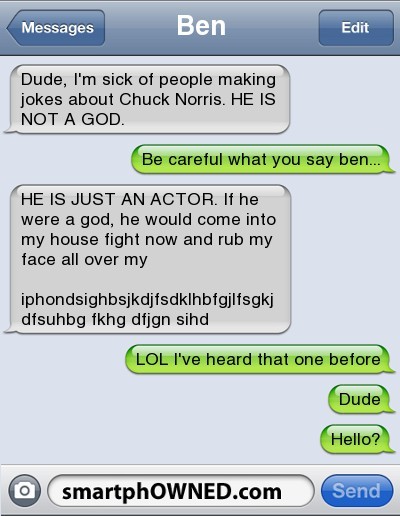 Messages
Ben
Edit
Dude, I'm sick of people making
jokes about Chuck Norris. HE IS
NOT A GOD.
Be careful what you say ben...
HE IS JUST AN ACTOR. If he
were a god, he would come into
my house fight now and rub my
face all over my
iphondsighbsjkdjfsdklhbfgjlfsgkj
dfsuhbg fkhg dfjgn sihd
LOL I've heard that one before
Dude
Hello?
smartphOWNED.com
Send